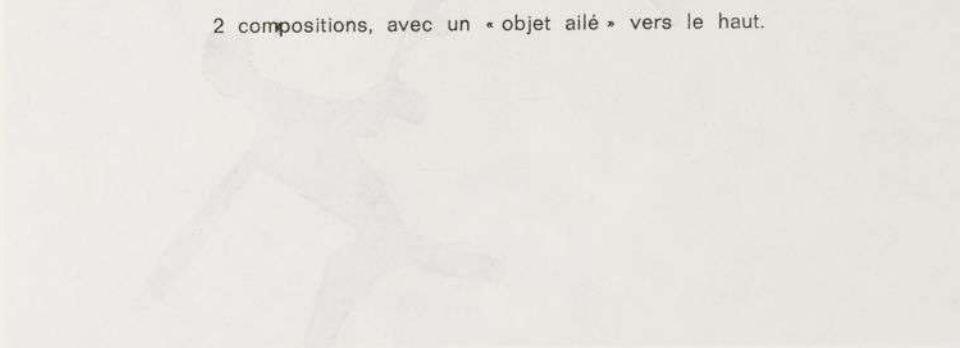 2 compositions, avec un « objet ailé » vers le haut.